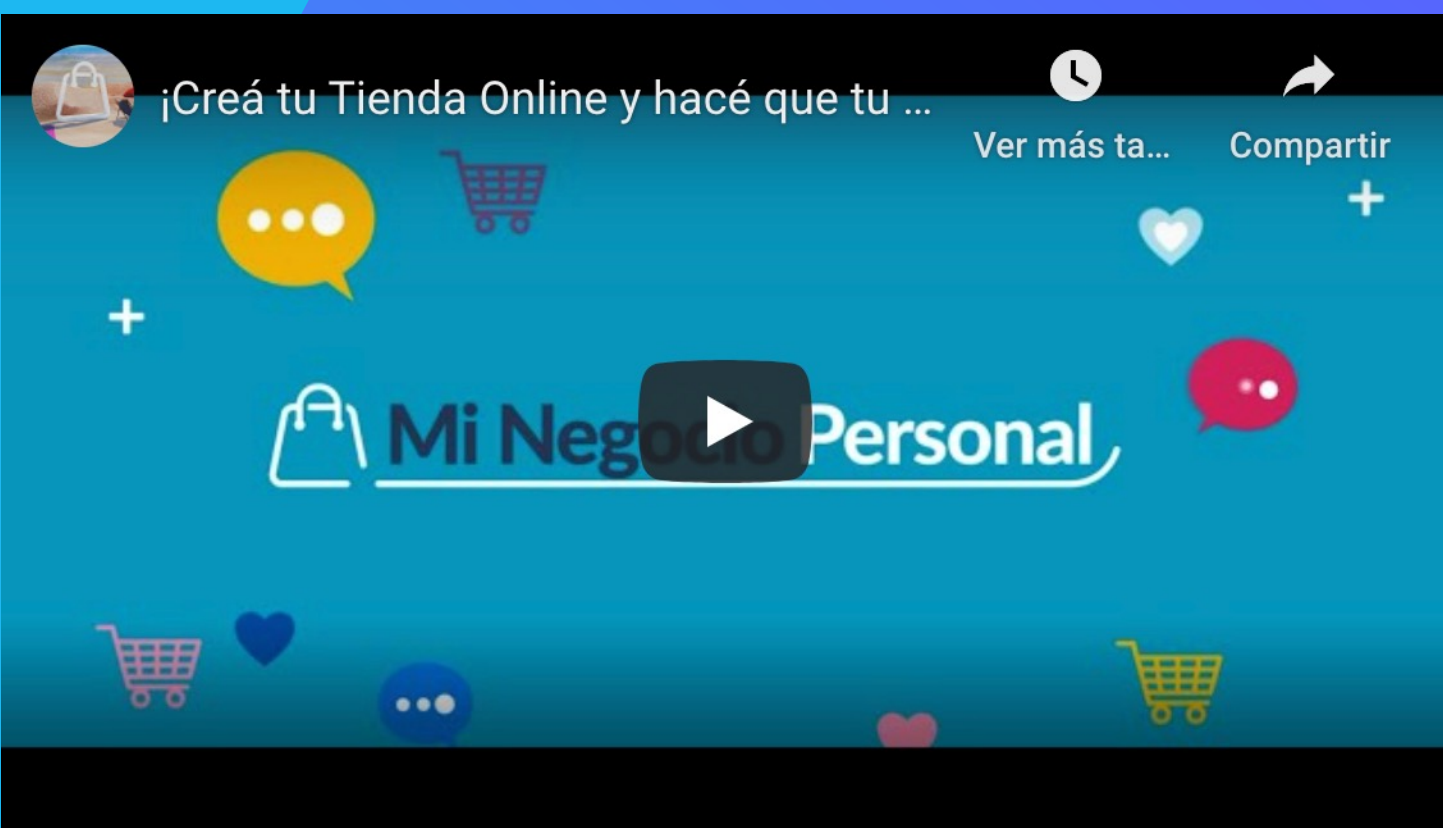 ¡Creá tu Tienda Online y hacé que tu ...
Ver más ta...
Compartir
Mi Negocio Personal